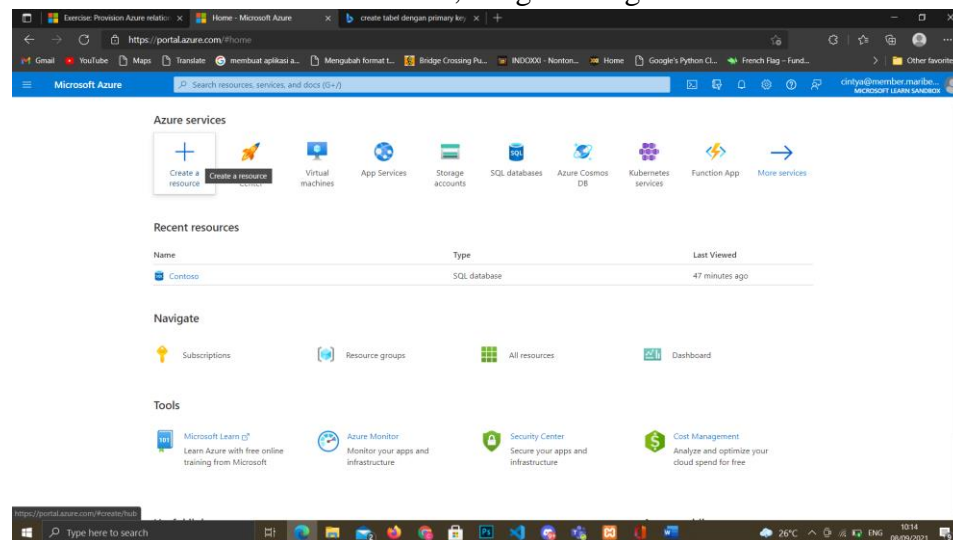 Exercise: Provision Azure relation
Home - Microsoft Azure
create tabel dengan primary key
https://portal.azure.com/#home
Gmail YouTube Maps Translate membuat aplikasi a... Mengubah format t... Bridge Crossing Pu... INDOXXI - Nonton... Home Google's Python Cl... French Flag – Fund... Other favorite
Microsoft Azure
Search resources, services, and docs (G+/)
cintya@member.maribe...
MICROSOFT LEARN SANDBOX
Azure services
Create a resource
Create a resource
Center
Virtual machines
App Services
Storage accounts
SQL databases
Azure Cosmos DB
Kubernetes services
Function App
More services
Recent resources
Name Type Last Viewed
Contoso SQL database 47 minutes ago
Navigate
Subscriptions Resource groups All resources Dashboard
Tools
Microsoft Learn
Learn Azure with free online
training from Microsoft
Azure Monitor
Monitor your apps and
infrastructure
Security Center
Secure your apps and
infrastructure
Cost Management
Analyze and optimize your
cloud spend for free
https://portal.azure.com/#create/hub
Type here to search
26°C ENG
10:14
08/09/2021